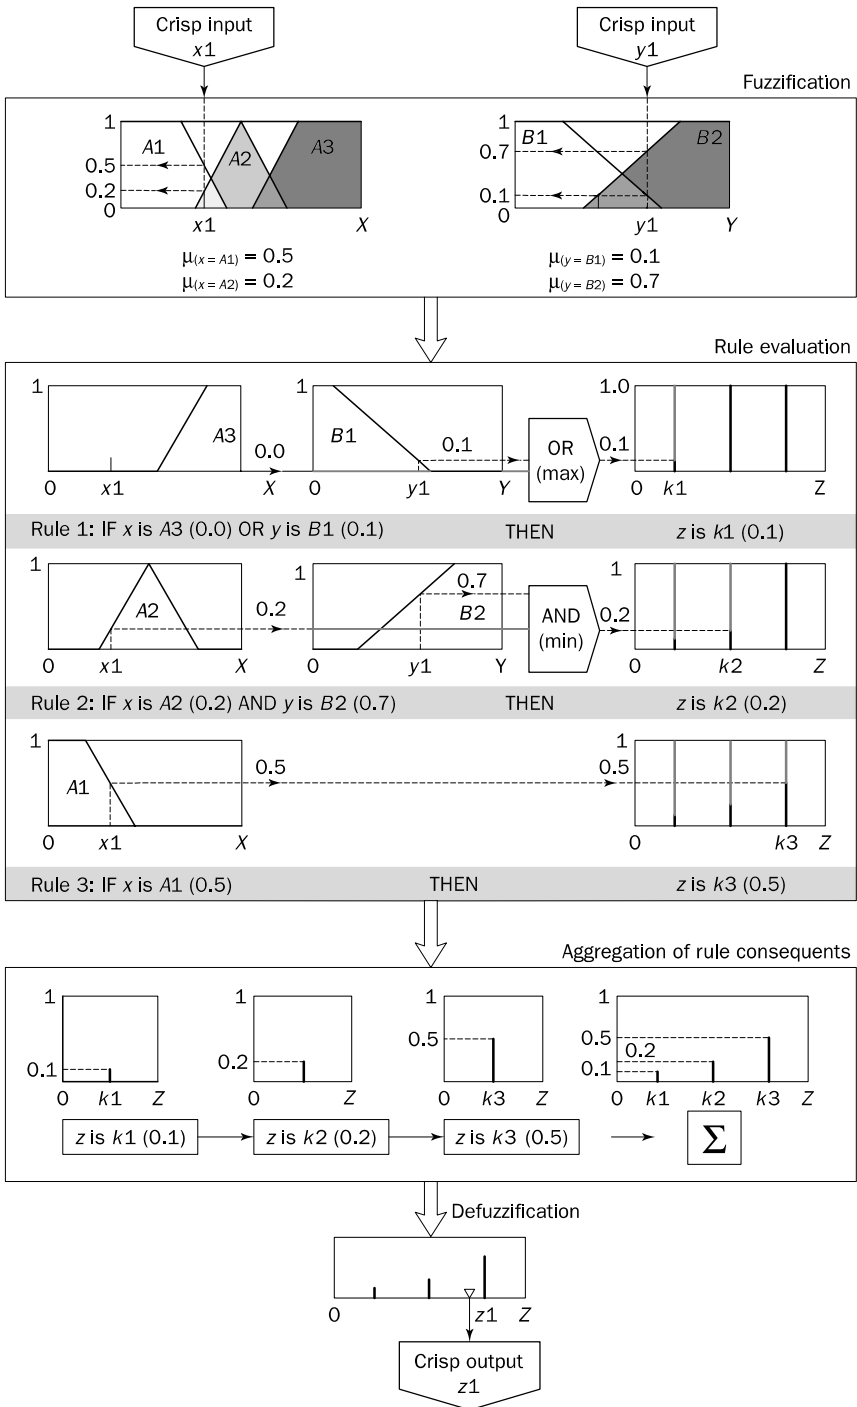 Crisp input
x1
Crisp input
y1
Fuzzification
1
0.5
0.2
0
A1
A2
A3
x1
X
1
0.7
0.1
0
B1
B2
y1
Y
μ(x = A1) = 0.5
μ(x = A2) = 0.2
μ(y = B1) = 0.1
μ(y = B2) = 0.7
Rule evaluation
1
A3
0.0
0
x1
X
1
B1
0.1
0
y1
Y
OR
(max)
1.0
0.1
0
k1
Z
Rule 1: IF x is A3 (0.0) OR y is B1 (0.1) THEN z is k1 (0.1)
1
A2
0.2
0
x1
X
1
0.7
B2
0
y1
Y
AND
(min)
1
0.2
0
k2
Z
Rule 2: IF x is A2 (0.2) AND y is B2 (0.7) THEN z is k2 (0.2)
1
A1
0.5
0
x1
X
1
0.5
0
k3
Z
Rule 3: IF x is A1 (0.5) THEN z is k3 (0.5)
Aggregation of rule consequents
1
0.1
0
k1
Z
1
0.2
0
Z
1
0.5
0
k3
Z
1
0.5
0.2
0.1
0
k1
k2
k3
Z
z is k1 (0.1)
z is k2 (0.2)
z is k3 (0.5)
Σ
Defuzzification
0
z1
Z
Crisp output
z1